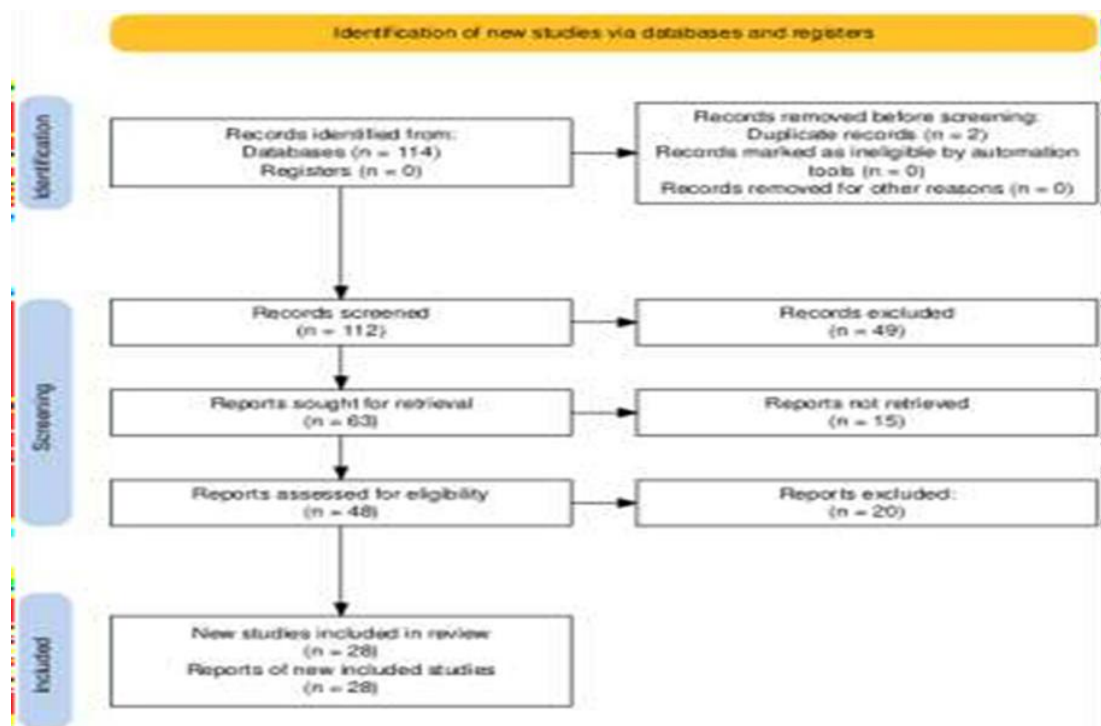 Identification of new studies via databases and registers
Identification
Records identified from:
Databases (n = 114)
Registers (n = 0)
Records removed before screening:
Duplicate records (n = 2)
Records marked as ineligible by automation
tools (n = 0)
Records removed for other reasons (n = 0)
Screening
Records screened
(n = 112)
Records excluded
(n = 49)
Reports sought for retrieval
(n = 63)
Reports not retrieved
(n = 15)
Reports assessed for eligibility
(n = 48)
Reports excluded:
(n = 20)
Included
New studies included in review
(n = 28)
Reports of new included studies
(n = 28)